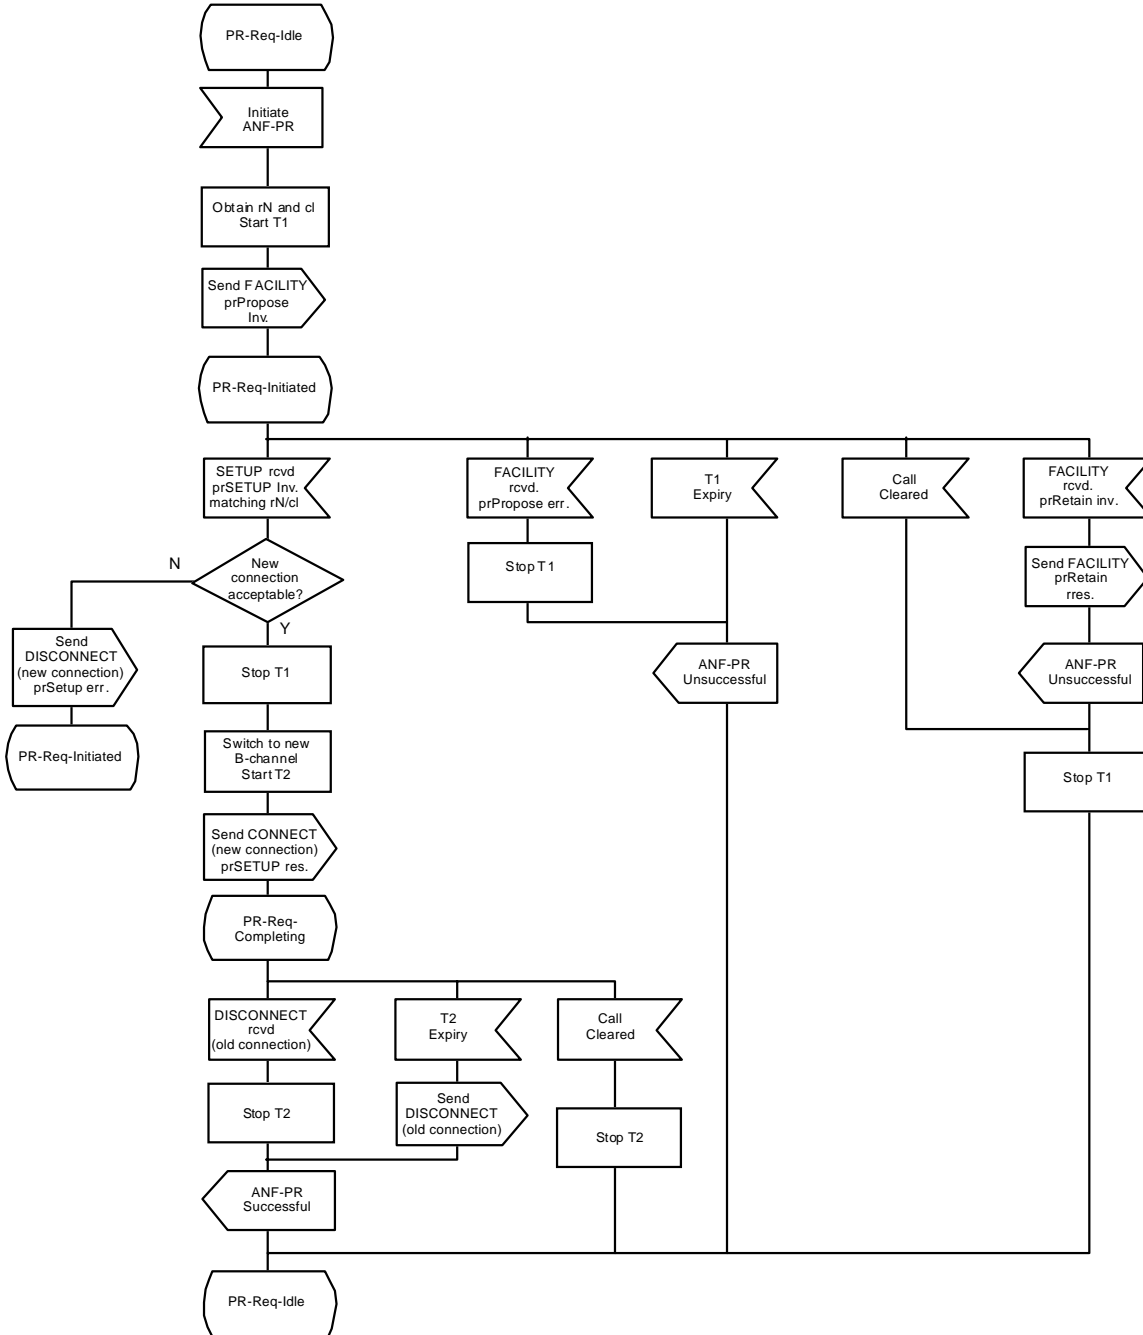 PR-Req-Idle
Initiate
ANF-PR
Obtain rN and cl
Start T1
Send FACILITY
prPropose
Inv.
PR-Req-Initiated
SETUP rcvd
prSETUP Inv.
matching rN/cl
FACILITY
rcvd.
prPropose err.
T1
Expiry
Call
Cleared
FACILITY
rcvd.
prRetain inv.
New
connection
acceptable?
N
Y
Stop T1
Send FACILITY
prRetain
rres.
Send
DISCONNECT
(new connection)
prSetup err.
Stop T1
ANF-PR
Unsuccessful
ANF-PR
Unsuccessful
PR-Req-Initiated
Switch to new
B-channel
Start T2
Stop T1
Send CONNECT
(new connection)
prSETUP res.
PR-Req-
Completing
DISCONNECT
rcvd
(old connection)
T2
Expiry
Call
Cleared
Stop T2
Send
DISCONNECT
(old connection)
Stop T2
ANF-PR
Successful
PR-Req-Idle